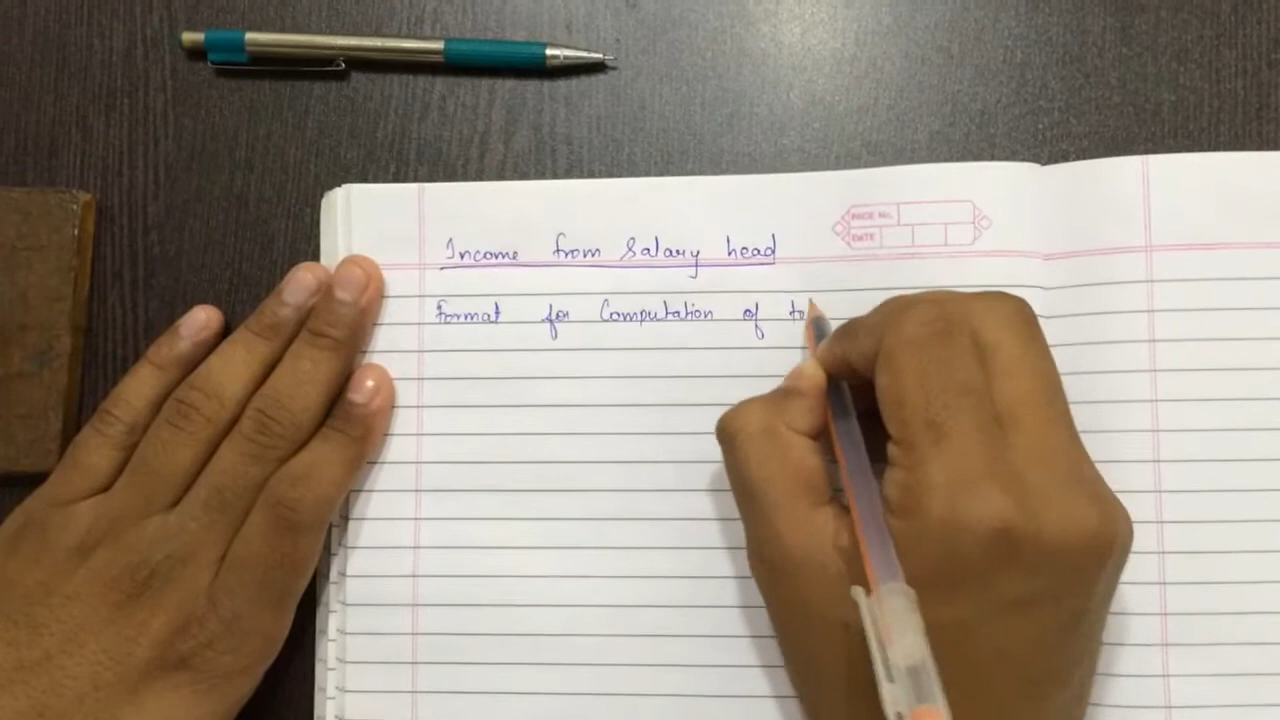 PAGE No.
DATE
Income from Salary head
Format for Computation of to